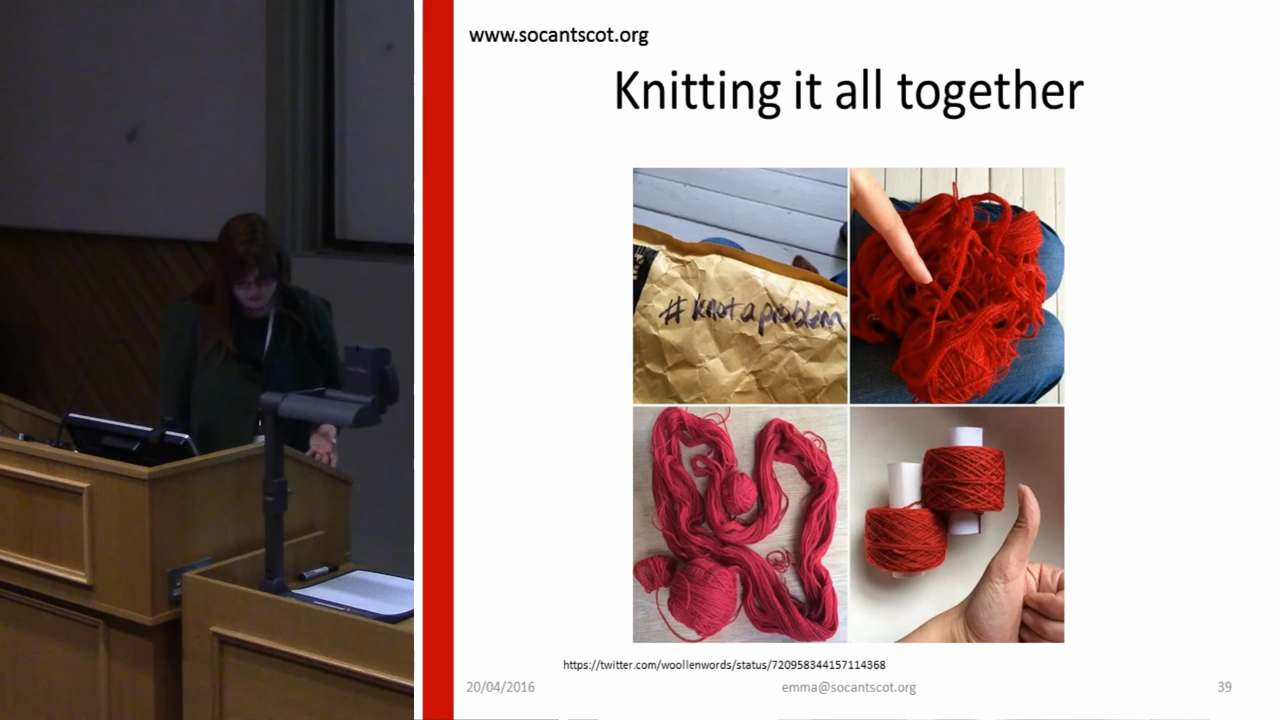 www.socantscot.org
Knitting it all together
#knotaproblem
https://twitter.com/woollenwords/status/720958344157114368
20/04/2016
emma@socantscot.org
39